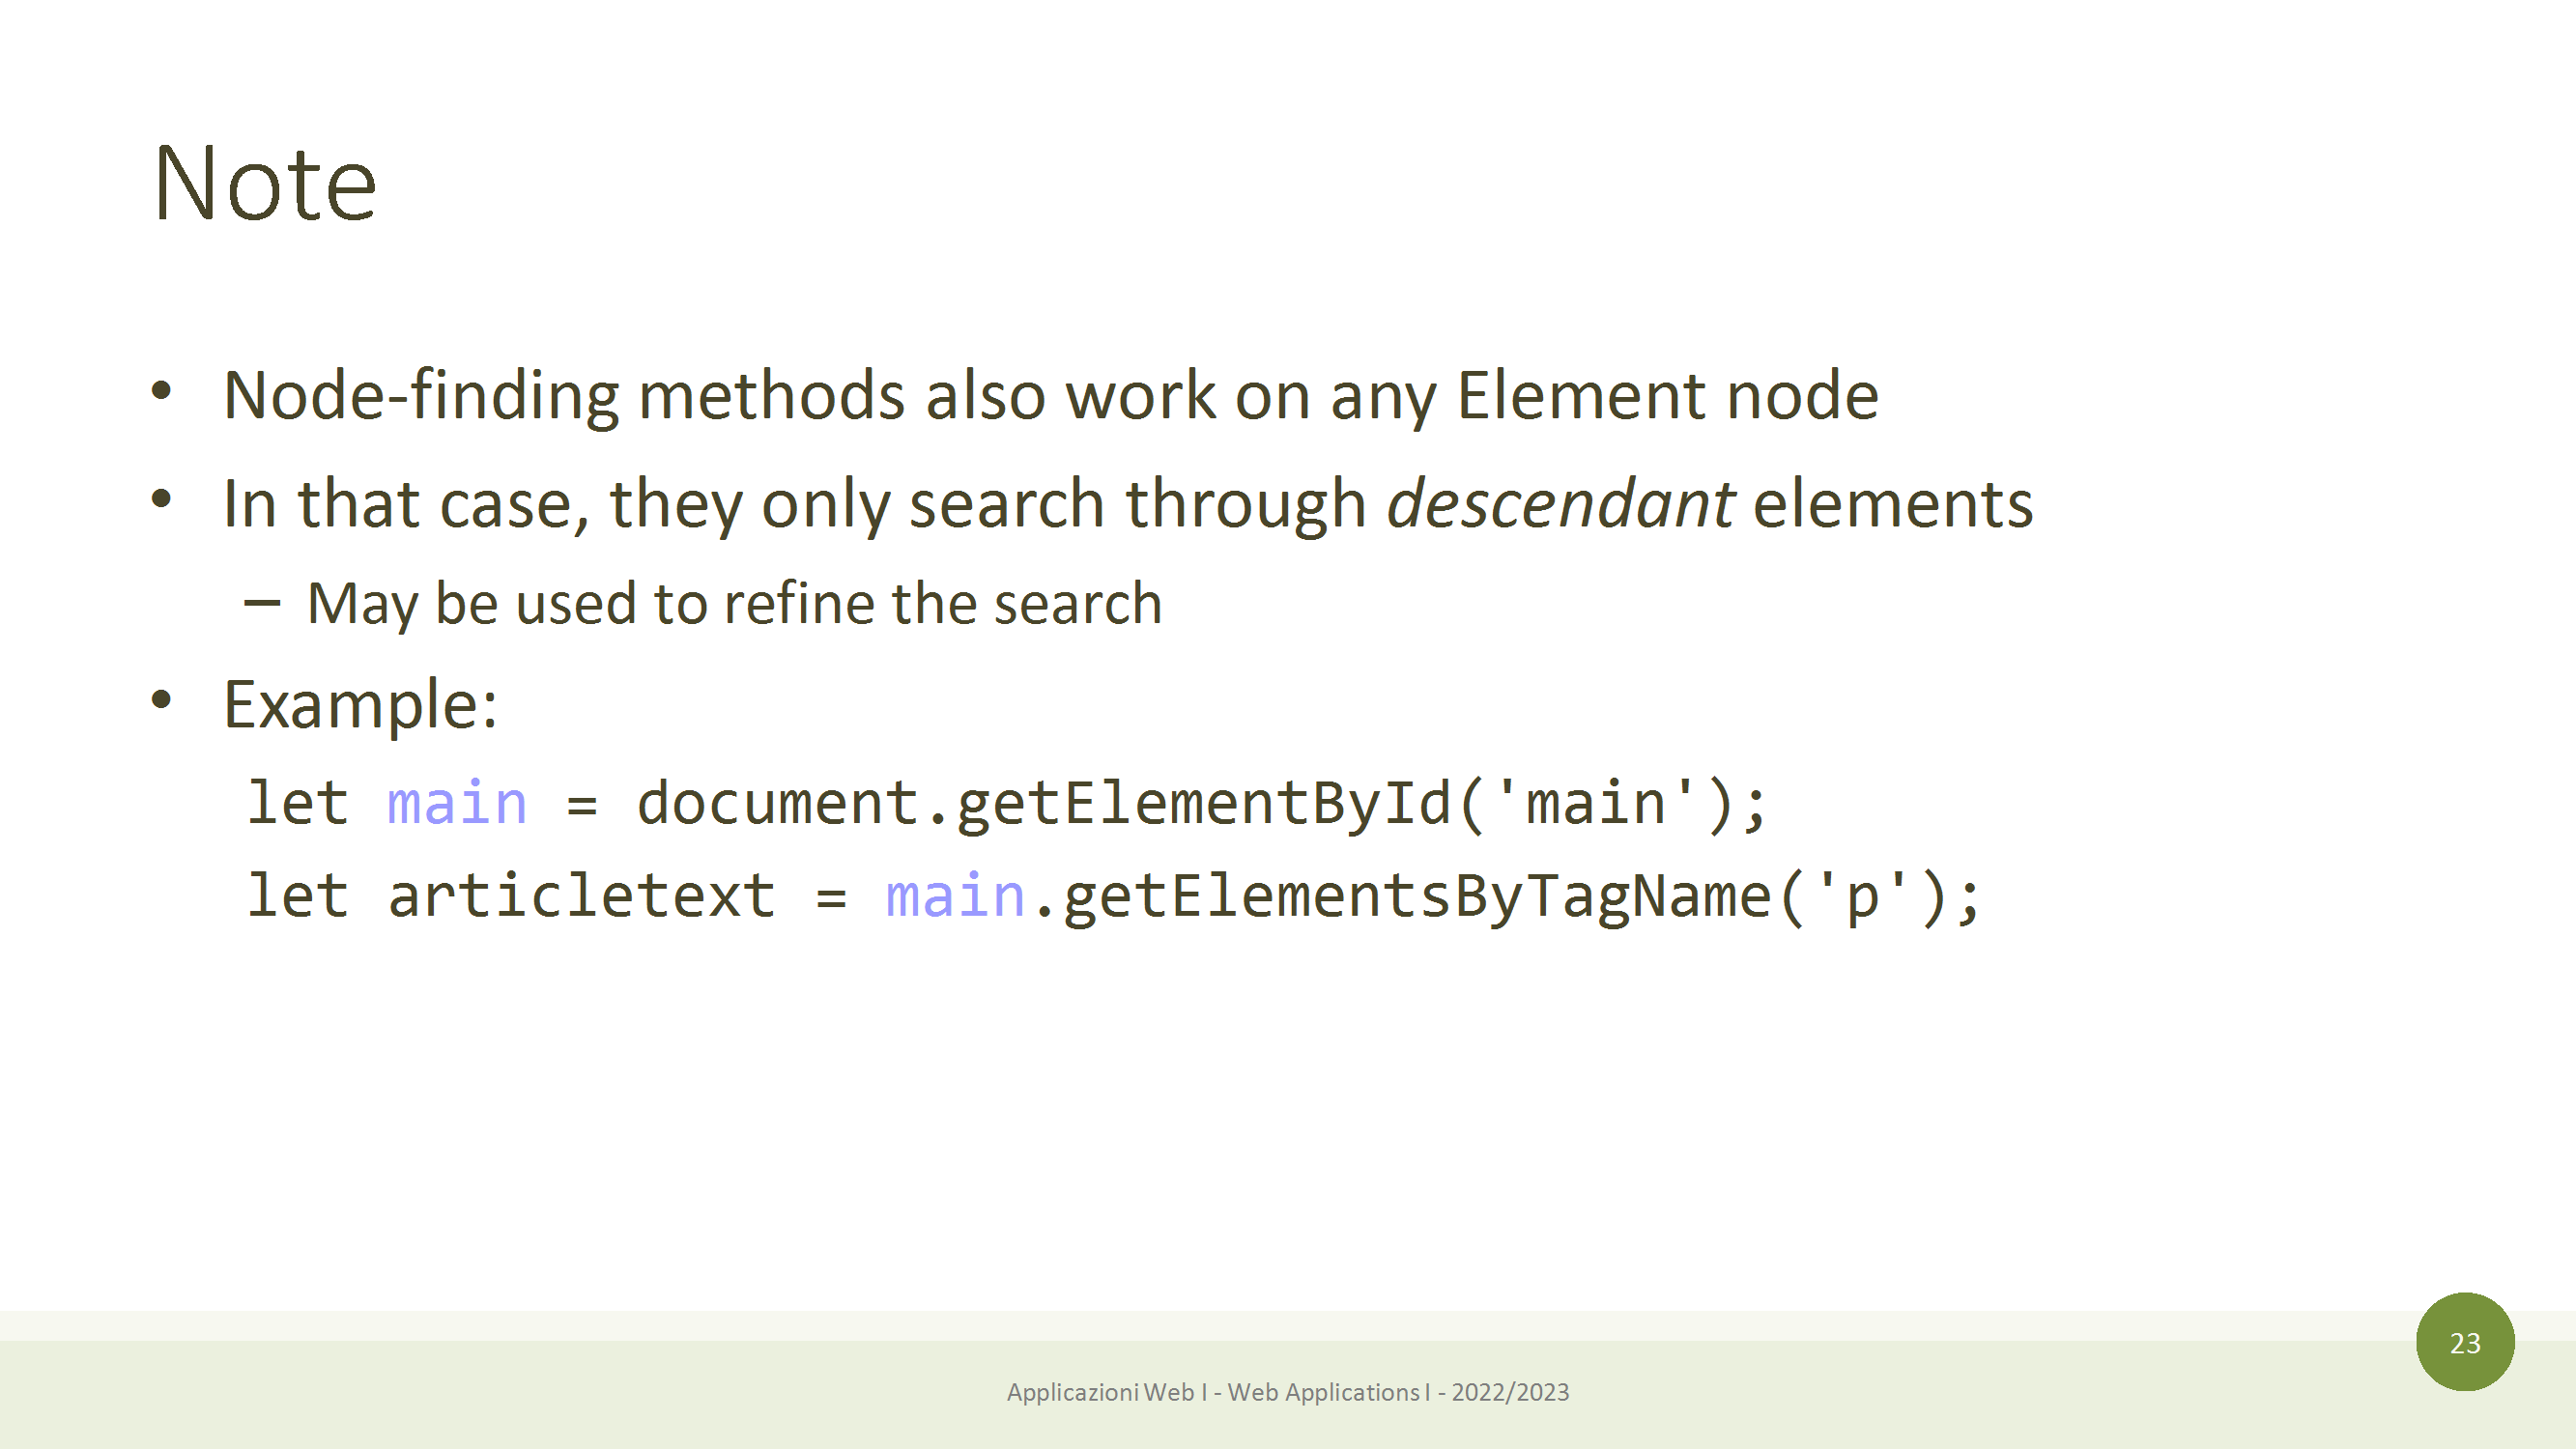 Note
• Node-finding methods also work on any Element node
• In that case, they only search through descendant elements
– May be used to refine the search
• Example:
let main = document.getElementById('main');
let articletext = main.getElementsByTagName('p');
23
Applicazioni Web I - Web Applications I - 2022/2023